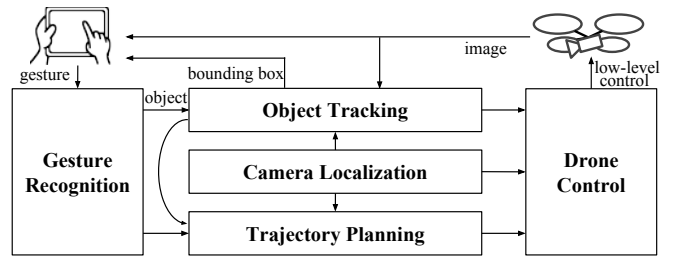 image
gesture
bounding box
low-level
control
object
Object Tracking
Gesture
Recognition
Camera Localization
Drone
Control
Trajectory Planning